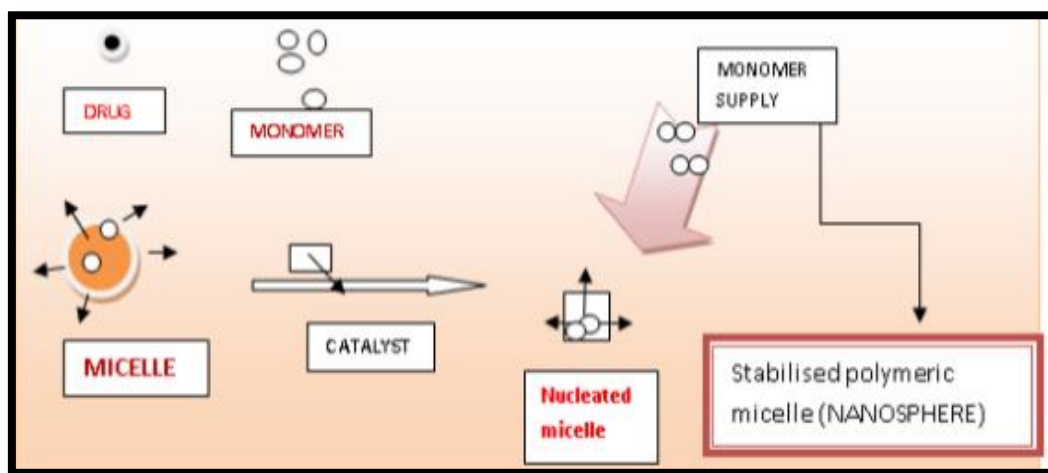 DRUG
MONOMER
MONOMER
SUPPLY
MICELLE
CATALYST
Nucleated
micelle
Stabilised polymeric
micelle (NANOSPHERE)